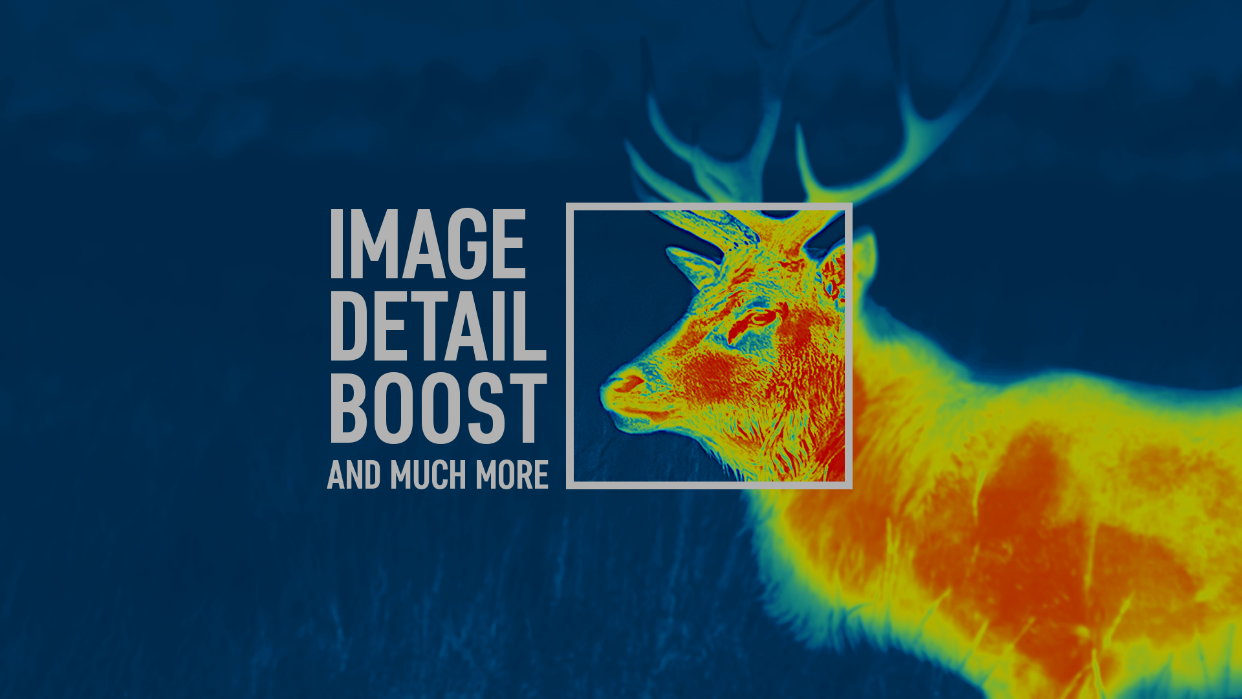 IMAGE
DETAIL
BOOST
AND MUCH MORE